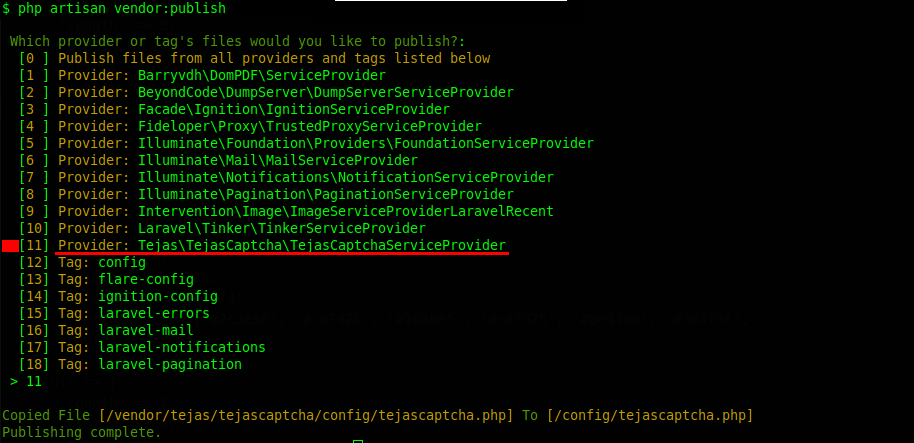 $ php artisan vendor:publish
Which provider or tag's files would you like to publish?:
[0 ] Publish files from all providers and tags listed below
[1 ] Provider: Barryvdh\DomPDF\ServiceProvider
[2 ] Provider: BeyondCode\DumpServer\DumpServerServiceProvider
[3 ] Provider: Facade\Ignition\IgnitionServiceProvider
[4 ] Provider: Fideloper\Proxy\TrustedProxyServiceProvider
[5 ] Provider: Illuminate\Foundation\Providers\FoundationServiceProvider
[6 ] Provider: Illuminate\Mail\MailServiceProvider
[7 ] Provider: Illuminate\Notifications\NotificationServiceProvider
[8 ] Provider: Illuminate\Pagination\PaginationServiceProvider
[9 ] Provider: Intervention\Image\ImageServiceProviderLaravelRecent
[10] Provider: Laravel\Tinker\TinkerServiceProvider
[11] Provider: Tejas\TejasCaptcha\TejasCaptchaServiceProvider
[12] Tag: config
[13] Tag: flare-config
[14] Tag: ignition-config
[15] Tag: laravel-errors
[16] Tag: laravel-mail
[17] Tag: laravel-notifications
[18] Tag: laravel-pagination
> 11
Copied File [/vendor/tejas/tejascaptcha/config/tejascaptcha.php] To [/config/tejascaptcha.php]
Publishing complete.